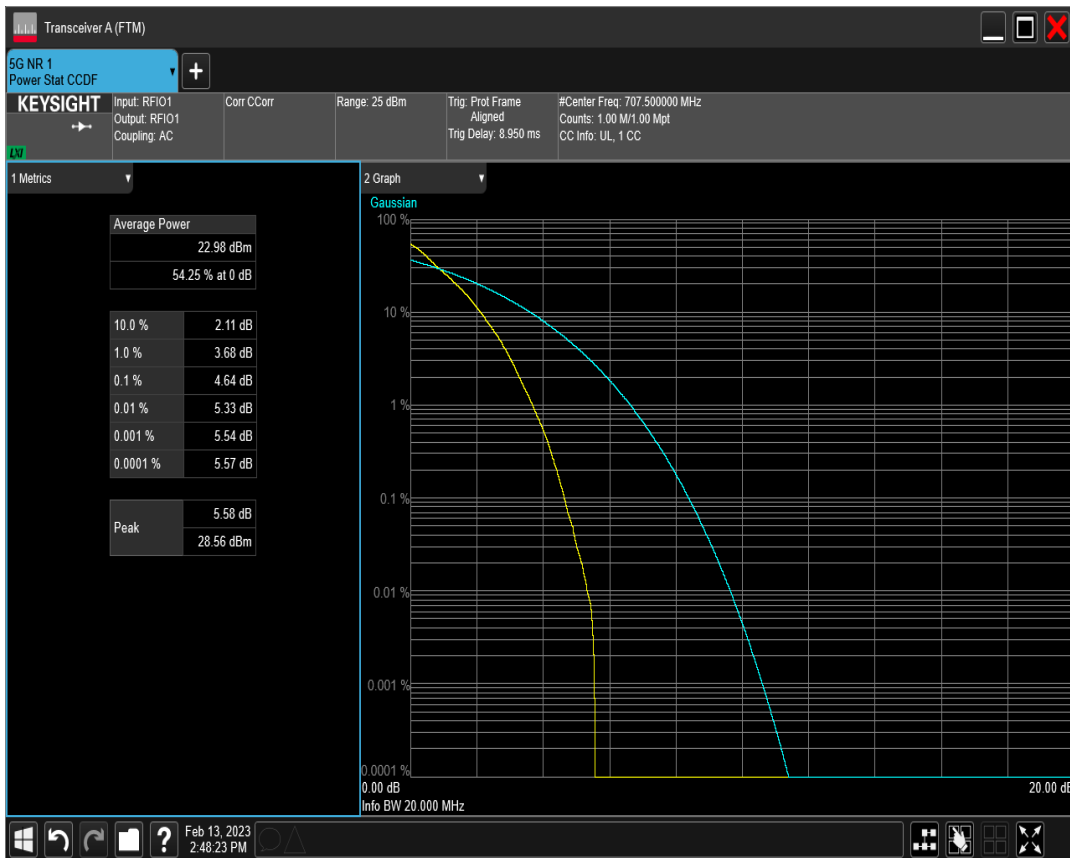 Transceiver A (FTM)
5G NR 1
Power Stat CCDF
+
KEYSIGHT
LXI
Input: RFIO1
Output: RFIO1
Coupling: AC
Corr CCorr
Range: 25 dBm
Trig: Prot Frame
Aligned
Trig Delay: 8.950 ms
#Center Freq: 707.500000 MHz
Counts: 1.00 M/1.00 Mpt
CC Info: UL, 1 CC
1 Metrics
Average Power
22.98 dBm
54.25 % at 0 dB
10.0 % 2.11 dB
1.0 % 3.68 dB
0.1 % 4.64 dB
0.01 % 5.33 dB
0.001 % 5.54 dB
0.0001 % 5.57 dB
Peak 5.58 dB
28.56 dBm
2 Graph
Gaussian
100 %
10 %
1 %
0.1 %
0.01 %
0.001 %
0.0001 %
0.00 dB 20.00 dB
Info BW 20.000 MHz
?
Feb 13, 2023
2:48:23 PM